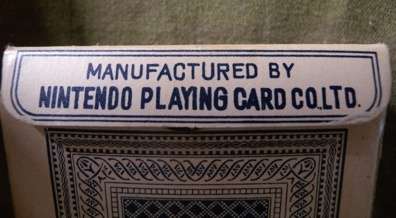 MANUFACTURED BY
NINTENDO PLAYING CARD CO.,LTD.